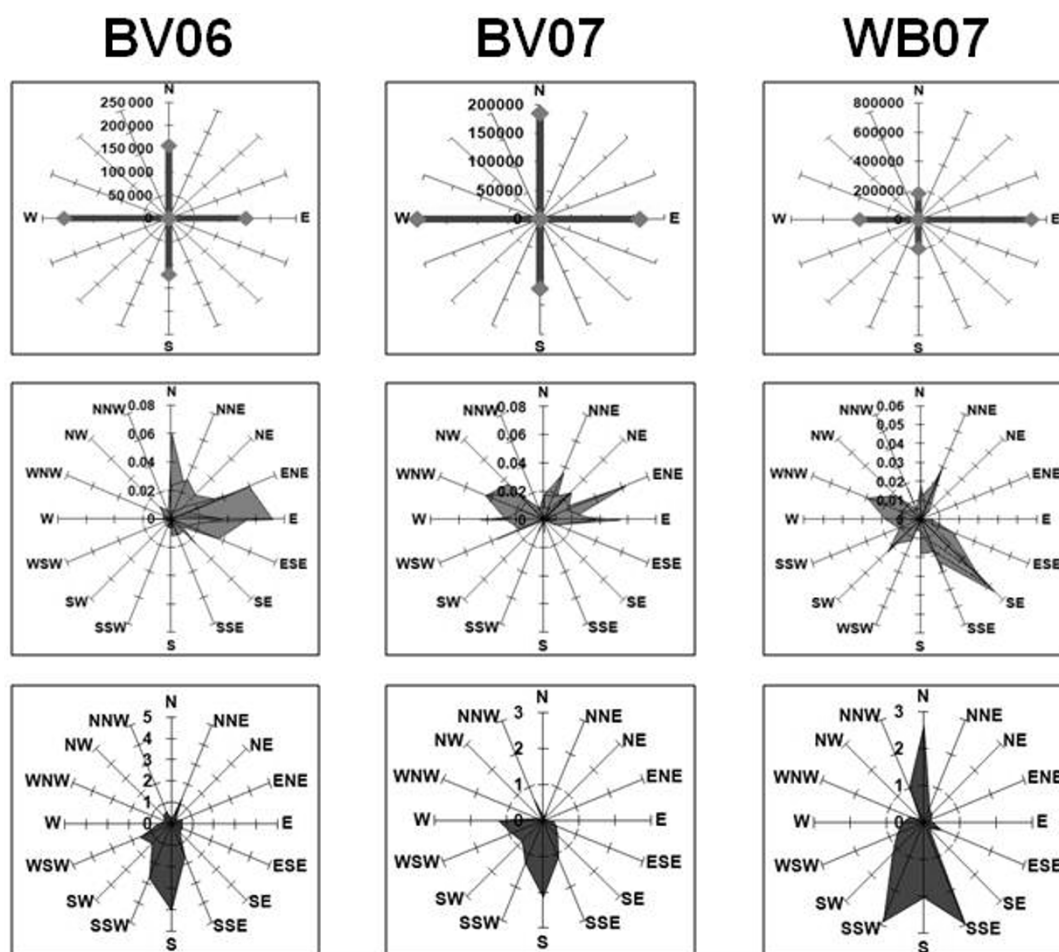 BV06 BV07 WB07
N
250 000
200 000
150 000
100 000
50 000
0
W E
S
N
200000
150000
100000
50000
0
W E
S
N
800000
600000
400000
200000
0
W E
S
N
0.08
NNW NNE
0.06
NW NE
0.04
WNW ENE
0.02
W 0 E
WSW ESE
SW SE
SSW SSE
S
N
0.08
NNW NNE
0.06
NW NE
0.04
WNW ENE
0.02
W 0 E
WSW ESE
SW SE
SSW SSE
S
N
0.06
NNW NNE
0.05
0.04
NW NE
0.03
WNW 0.02 ENE
0.01
W 0 E
SSW ESE
SW SE
WSW SSE
S
N
NNW 5 NNE
4
NW NE
3
WNW 2 ENE
1
W 0 E
WSW ESE
SW SE
SSW SSE
S
N
NNW 3 NNE
NW 2 NE
WNW 1 ENE
W 0 E
WSW ESE
SW SE
SSW SSE
S
N
NNW 3 NNE
NW 2 NE
WNW 1 ENE
W 0 E
WSW ESE
SW SE
SSW SSE
S